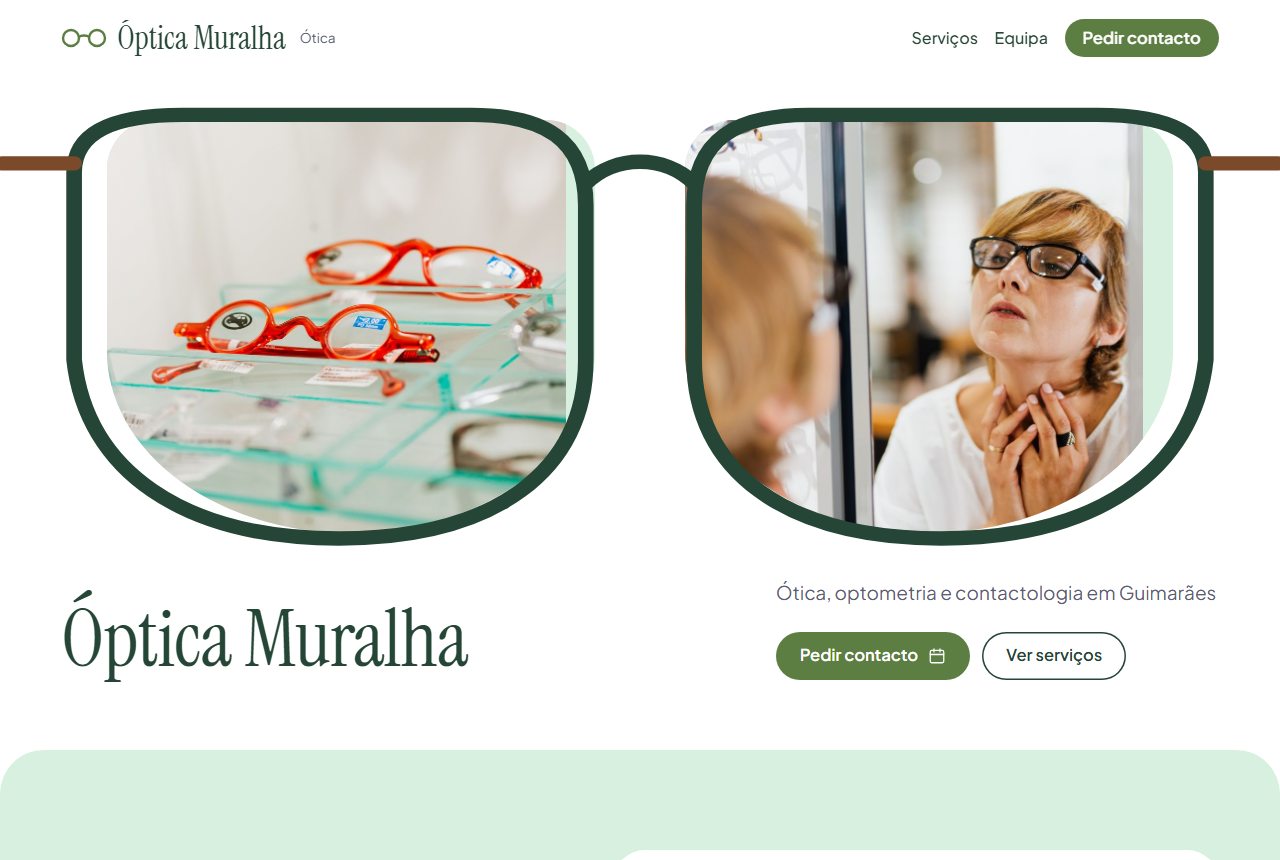 Óptica Muralha Ótica
Serviços Equipa Pedir contacto
Óptica Muralha
Ótica, optometria e contactologia em Guimarães
Pedir contacto Ver serviços